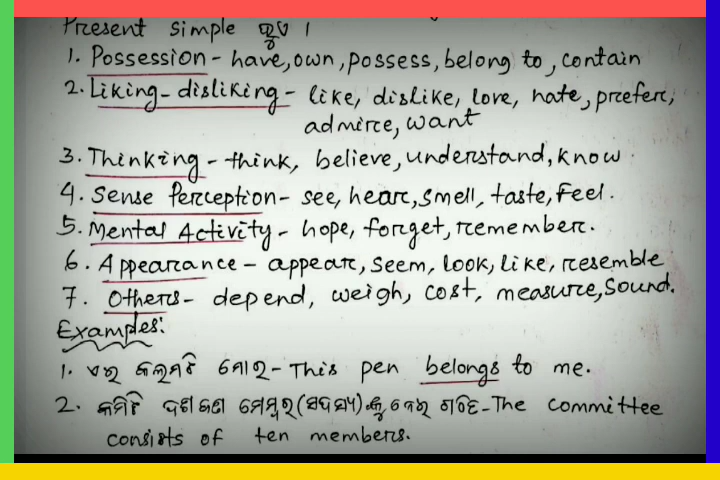 Present simple ହୁଏ ।
1. Possession - have, own, possess, belong to, contain
2. Liking - disliking - like, dislike, love, hate, prefer,
admire, want
3. Thinking - think, believe, understand, know.
4. Sense Perception - see, hear, smell, taste, feel.
5. Mental Activity - hope, forget, remember.
6. Appearance - appear, seem, look, like, resemble
7. Others - depend, weigh, cost, measure, sound.
Examples:
1. ଏଇ କଲମଟି ମୋର - This pen belongs to me.
2. କମିଟି ଦଶ ଜଣ ମେମ୍ବର (ସଦସ୍ୟ) କୁ ନେଇ ଗଠିତ - The committee
consists of ten members.